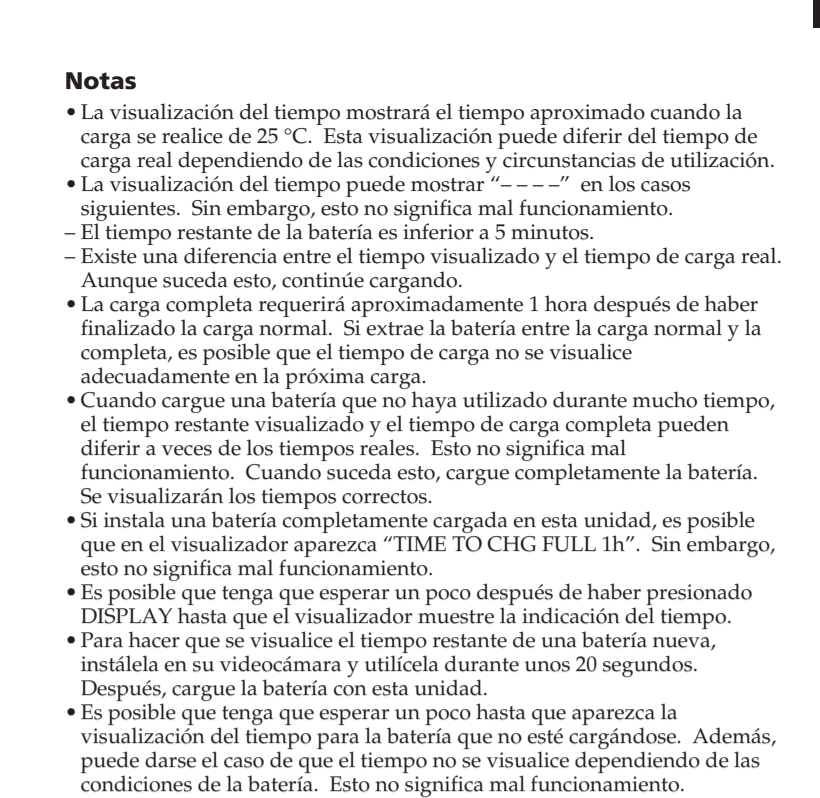 Notas
• La visualización del tiempo mostrará el tiempo aproximado cuando la
carga se realice de 25 °C. Esta visualización puede diferir del tiempo de
carga real dependiendo de las condiciones y circunstancias de utilización.
• La visualización del tiempo puede mostrar “– – – –” en los casos
siguientes. Sin embargo, esto no significa mal funcionamiento.
– El tiempo restante de la batería es inferior a 5 minutos.
– Existe una diferencia entre el tiempo visualizado y el tiempo de carga real.
Aunque suceda esto, continúe cargando.
• La carga completa requerirá aproximadamente 1 hora después de haber
finalizado la carga normal. Si extrae la batería entre la carga normal y la
completa, es posible que el tiempo de carga no se visualice
adecuadamente en la próxima carga.
• Cuando cargue una batería que no haya utilizado durante mucho tiempo,
el tiempo restante visualizado y el tiempo de carga completa pueden
diferir a veces de los tiempos reales. Esto no significa mal
funcionamiento. Cuando suceda esto, cargue completamente la batería.
Se visualizarán los tiempos correctos.
• Si instala una batería completamente cargada en esta unidad, es posible
que en el visualizador aparezca “TIME TO CHG FULL 1h”. Sin embargo,
esto no significa mal funcionamiento.
• Es posible que tenga que esperar un poco después de haber presionado
DISPLAY hasta que el visualizador muestre la indicación del tiempo.
• Para hacer que se visualice el tiempo restante de una batería nueva,
instálela en su videocámara y utilícela durante unos 20 segundos.
Después, cargue la batería con esta unidad.
• Es posible que tenga que esperar un poco hasta que aparezca la
visualización del tiempo para la batería que no esté cargándose. Además,
puede darse el caso de que el tiempo no se visualice dependiendo de las
condiciones de la batería. Esto no significa mal funcionamiento.